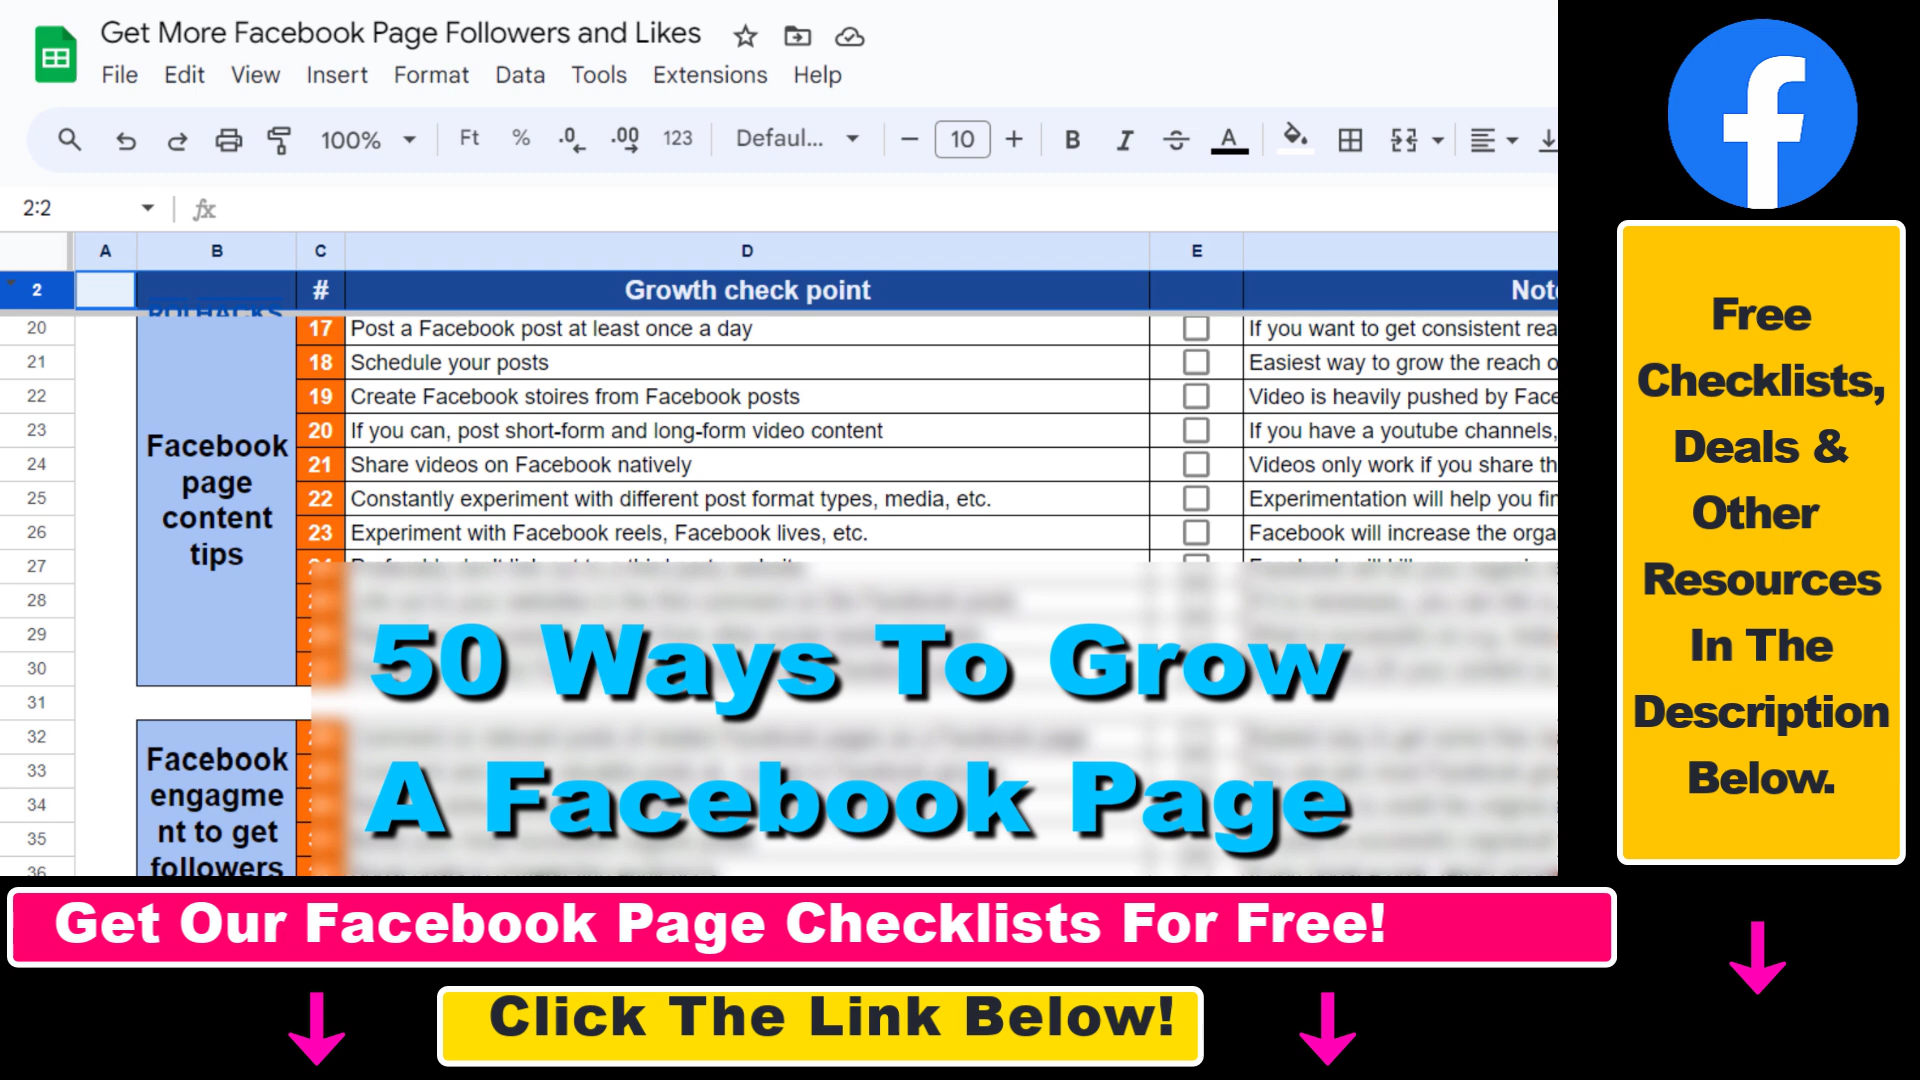 Get More Facebook Page Followers and Likes
File Edit View Insert Format Data Tools Extensions Help
100% Ft % .0 .00 123 Defaul... 10 B I A
2:2 fx
A B C D E
2 # Growth check point
20 17 Post a Facebook post at least once a day If you want to get consistent rea
21 18 Schedule your posts Easiest way to grow the reach o
22 19 Create Facebook stoires from Facebook posts Video is heavily pushed by Face
23 20 If you can, post short-form and long-form video content If you have a youtube channels,
24 21 Share videos on Facebook natively Videos only work if you share th
25 22 Constantly experiment with different post format types, media, etc. Experimentation will help you fin
26 23 Experiment with Facebook reels, Facebook lives, etc. Facebook will increase the orga
27
28
29
30
31
32
33
34
35
36
Facebook
page
content
tips
Facebook
engagme
nt to get
followers
50 Ways To Grow
A Facebook Page
Get Our Facebook Page Checklists For Free!
Click The Link Below!
Free
Checklists,
Deals &
Other
Resources
In The
Description
Below.